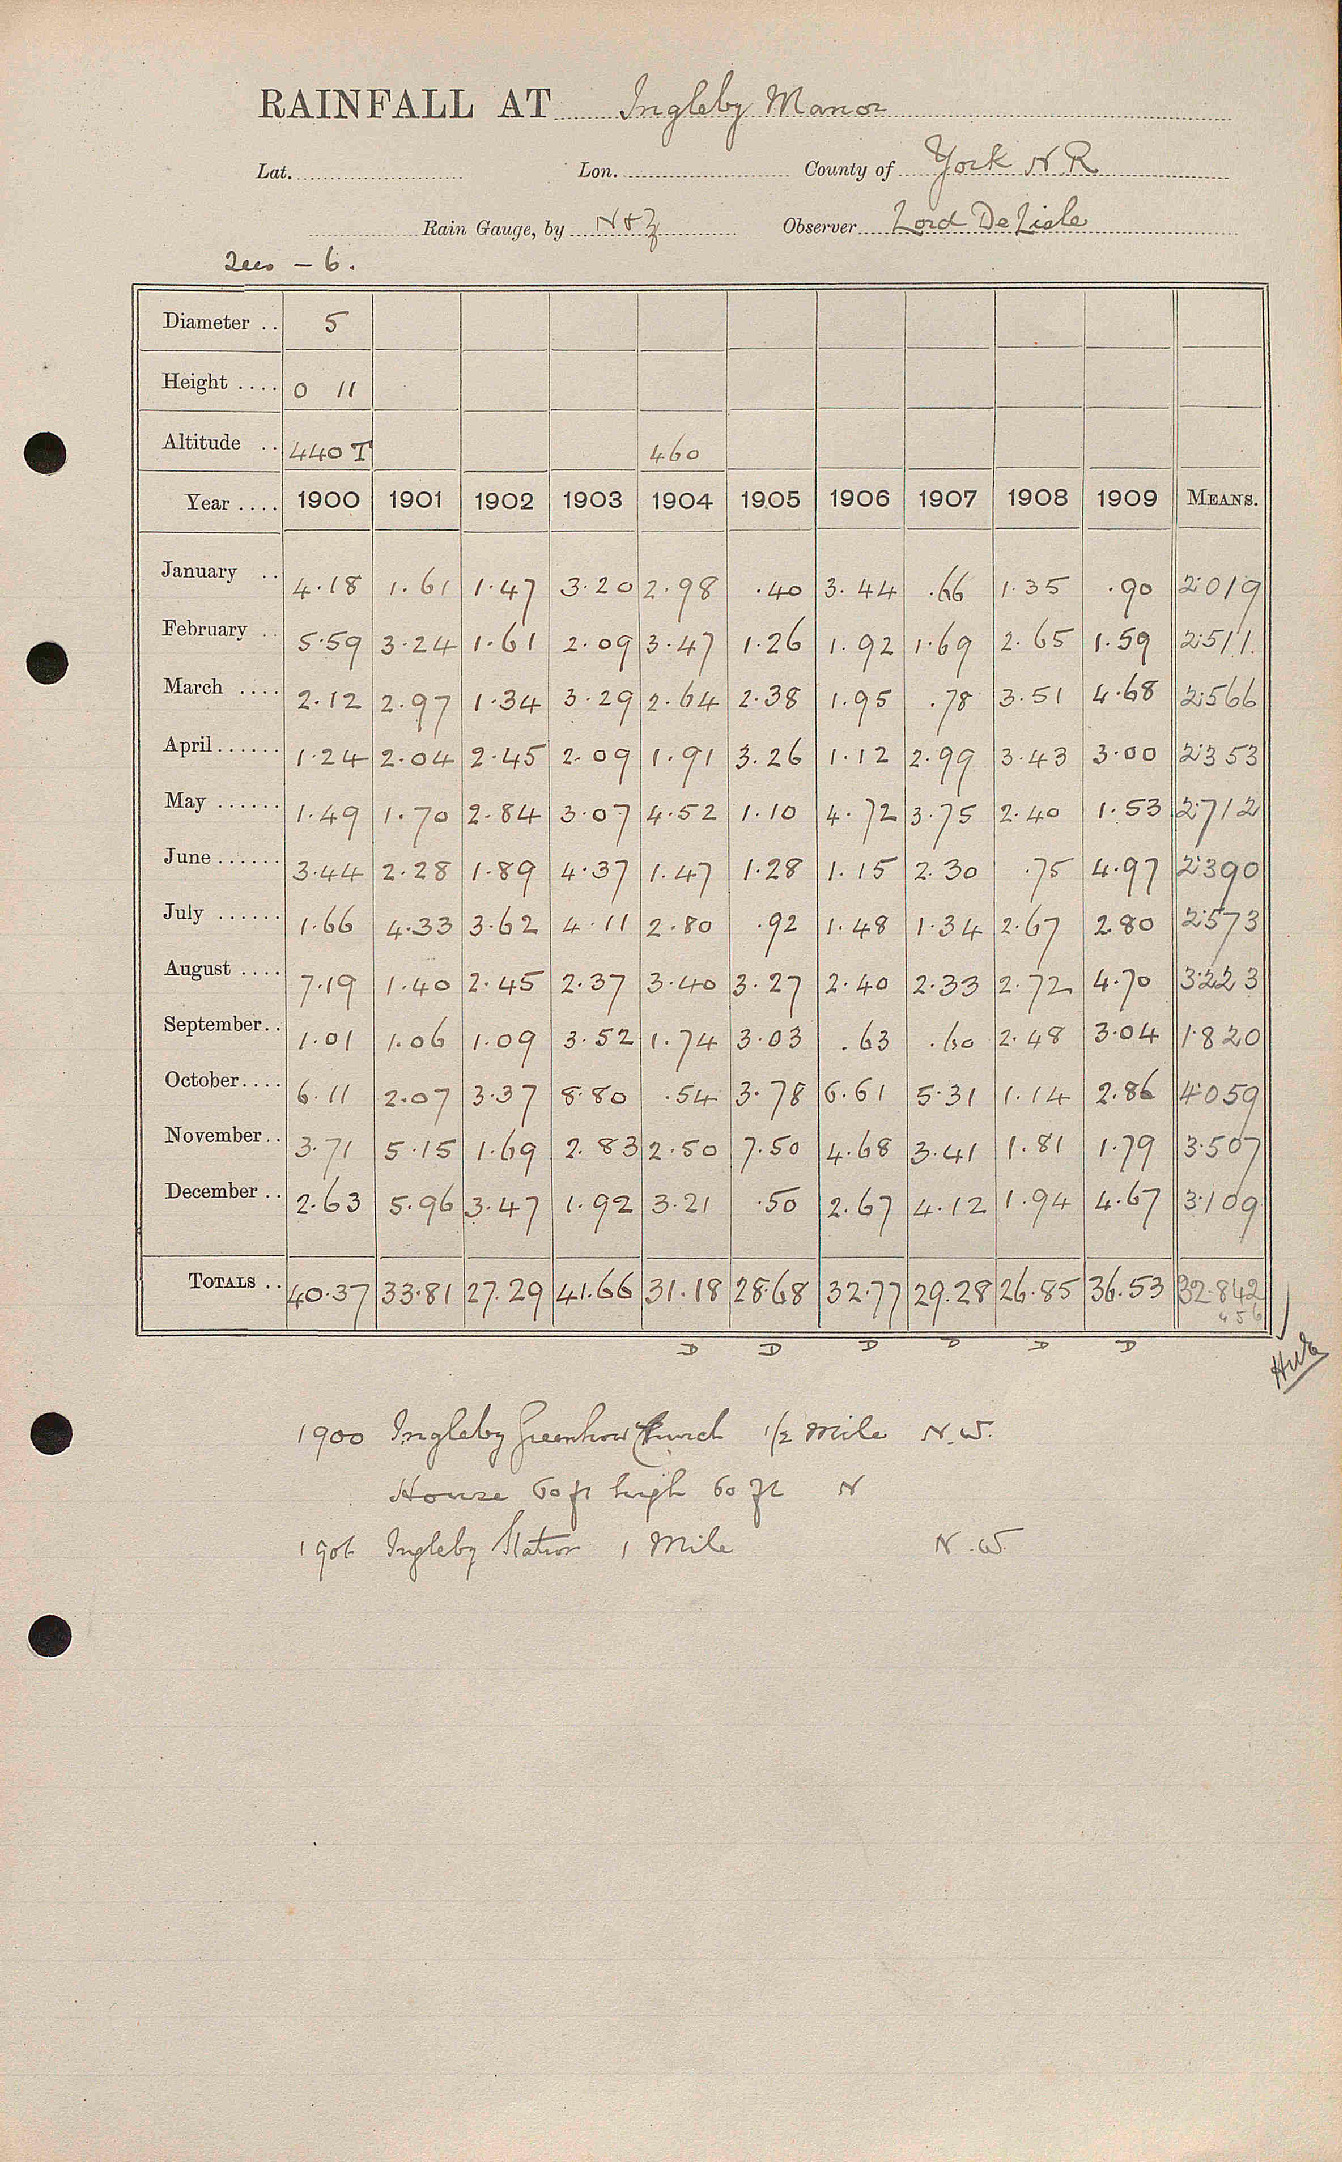 RAINFALL AT Ingleby Manor
Lat. Lon. County of York N R
Rain Gauge, by N & Z Observer Lord De Lisle
- 6.
Diameter .. 5
Height .... 0 11
Altitude .. 440 T 460
Year .... 1900 1901 1902 1903 1904 1905 1906 1907 1908 1909 MEANS.
January .. 4.18 1.61 1.47 3.20 2.98 .40 3.44 .66 1.35 .90 2.019
February .. 5.59 3.24 1.61 2.09 3.47 1.26 1.92 1.69 2.65 1.59 2.511
March .... 2.12 2.97 1.34 3.29 2.64 2.38 1.95 .78 3.51 4.68 2.566
April ...... 1.24 2.04 2.45 2.09 1.91 3.26 1.12 2.99 3.43 3.00 2.353
May ...... 1.49 1.70 2.84 3.07 4.52 1.10 4.72 3.75 2.40 1.53 2.712
June ...... 3.44 2.28 1.89 4.37 1.47 1.28 1.15 2.30 .75 4.97 2.390
July ...... 1.66 4.33 3.62 4.11 2.80 .92 1.48 1.34 2.67 2.80 2.573
August .... 7.19 1.40 2.45 2.37 3.40 3.27 2.40 2.33 2.72 4.70 3.223
September .. 1.01 1.06 1.09 3.52 1.74 3.03 .63 .60 2.48 3.04 1.820
October .... 6.11 2.07 3.37 8.80 .54 3.78 6.61 5.31 1.14 2.86 4.059
November .. 3.71 5.15 1.69 2.83 2.50 7.50 4.68 3.41 1.81 1.79 3.507
December .. 2.63 5.96 3.47 1.92 3.21 .50 2.67 4.12 1.94 4.67 3.109
TOTALS .. 40.37 33.81 27.29 41.66 31.18 28.68 32.77 29.28 26.85 36.53 32.842
D D D D D D
1900 Ingleby Greenhow Church 1/2 Mile N.W.
House 60 ft high 60 ft N
1906 Ingleby Station 1 Mile N.W.